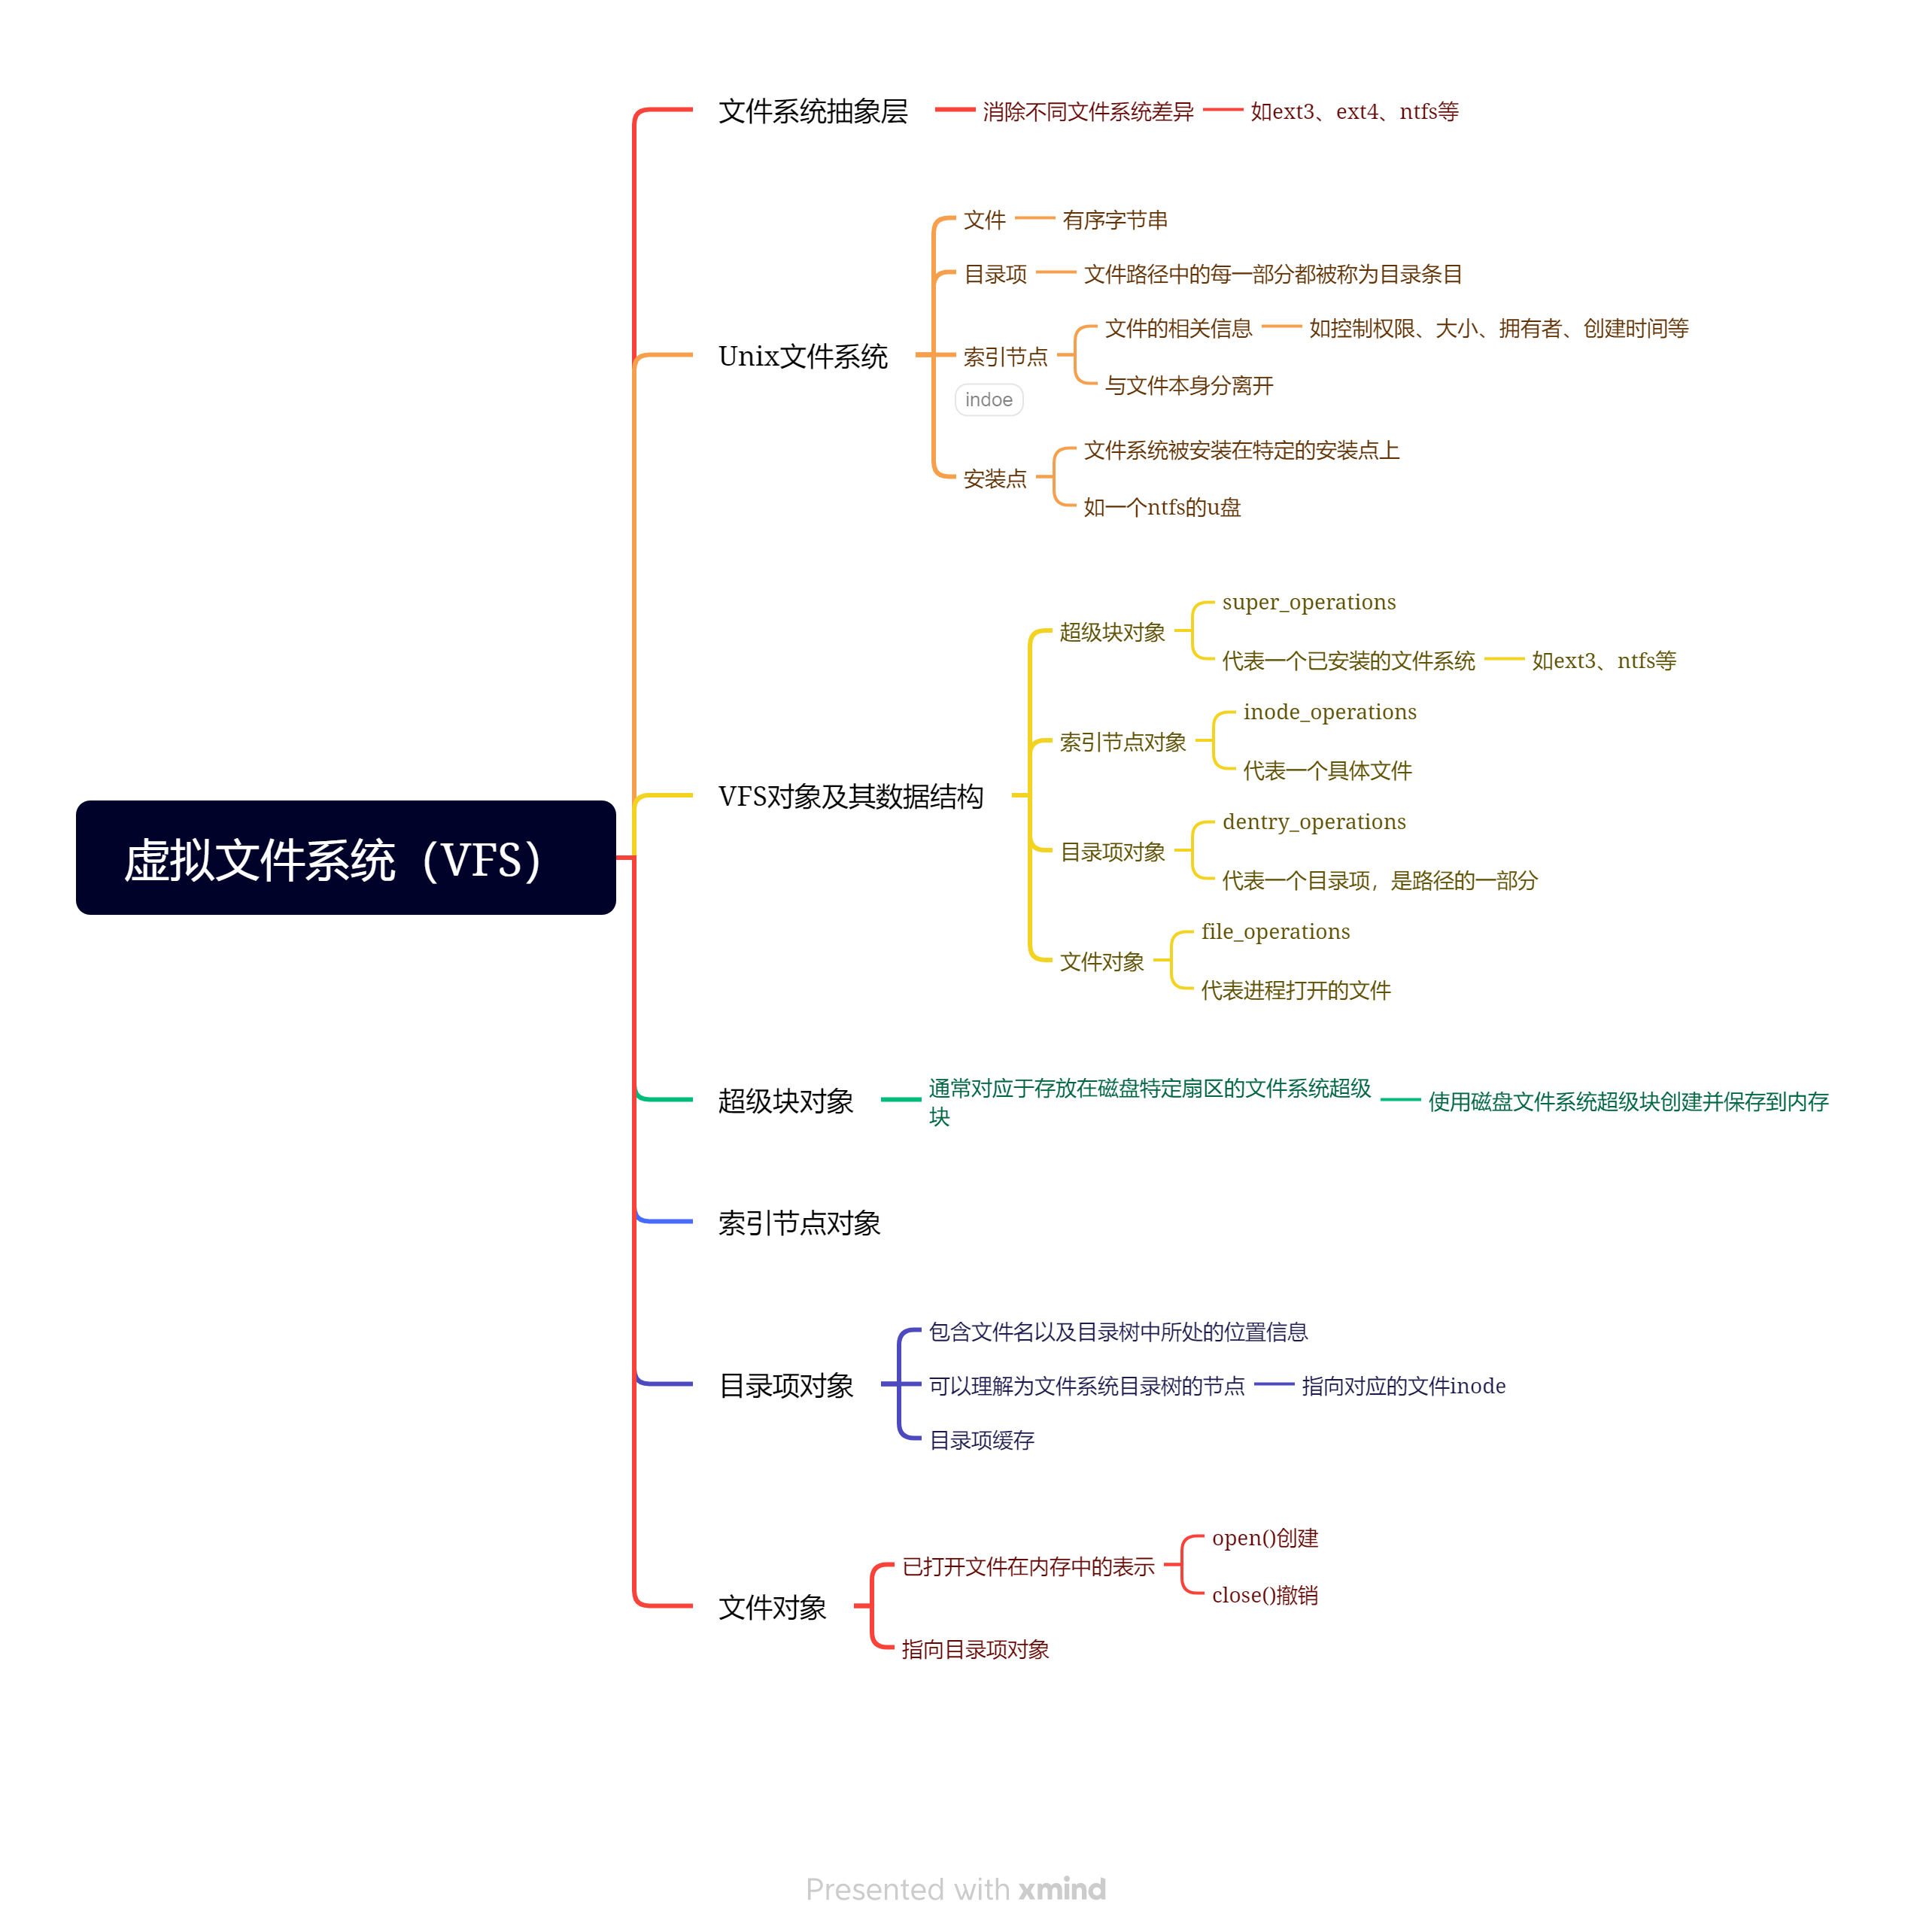 虚拟文件系统（VFS）
文件系统抽象层
消除不同文件系统差异
如ext3、ext4、ntfs等
Unix文件系统
文件
有序字节串
目录项
文件路径中的每一部分都被称为目录条目
索引节点
indoe
文件的相关信息
如控制权限、大小、拥有者、创建时间等
与文件本身分离开
安装点
文件系统被安装在特定的安装点上
如一个ntfs的u盘
VFS对象及其数据结构
超级块对象
super_operations
代表一个已安装的文件系统
如ext3、ntfs等
索引节点对象
inode_operations
代表一个具体文件
目录项对象
dentry_operations
代表一个目录项，是路径的一部分
文件对象
file_operations
代表进程打开的文件
超级块对象
通常对应于存放在磁盘特定扇区的文件系统超级
块
使用磁盘文件系统超级块创建并保存到内存
索引节点对象
目录项对象
包含文件名以及目录树中所处的位置信息
可以理解为文件系统目录树的节点
指向对应的文件inode
目录项缓存
文件对象
已打开文件在内存中的表示
open()创建
close()撤销
指向目录项对象
Presented with xmind